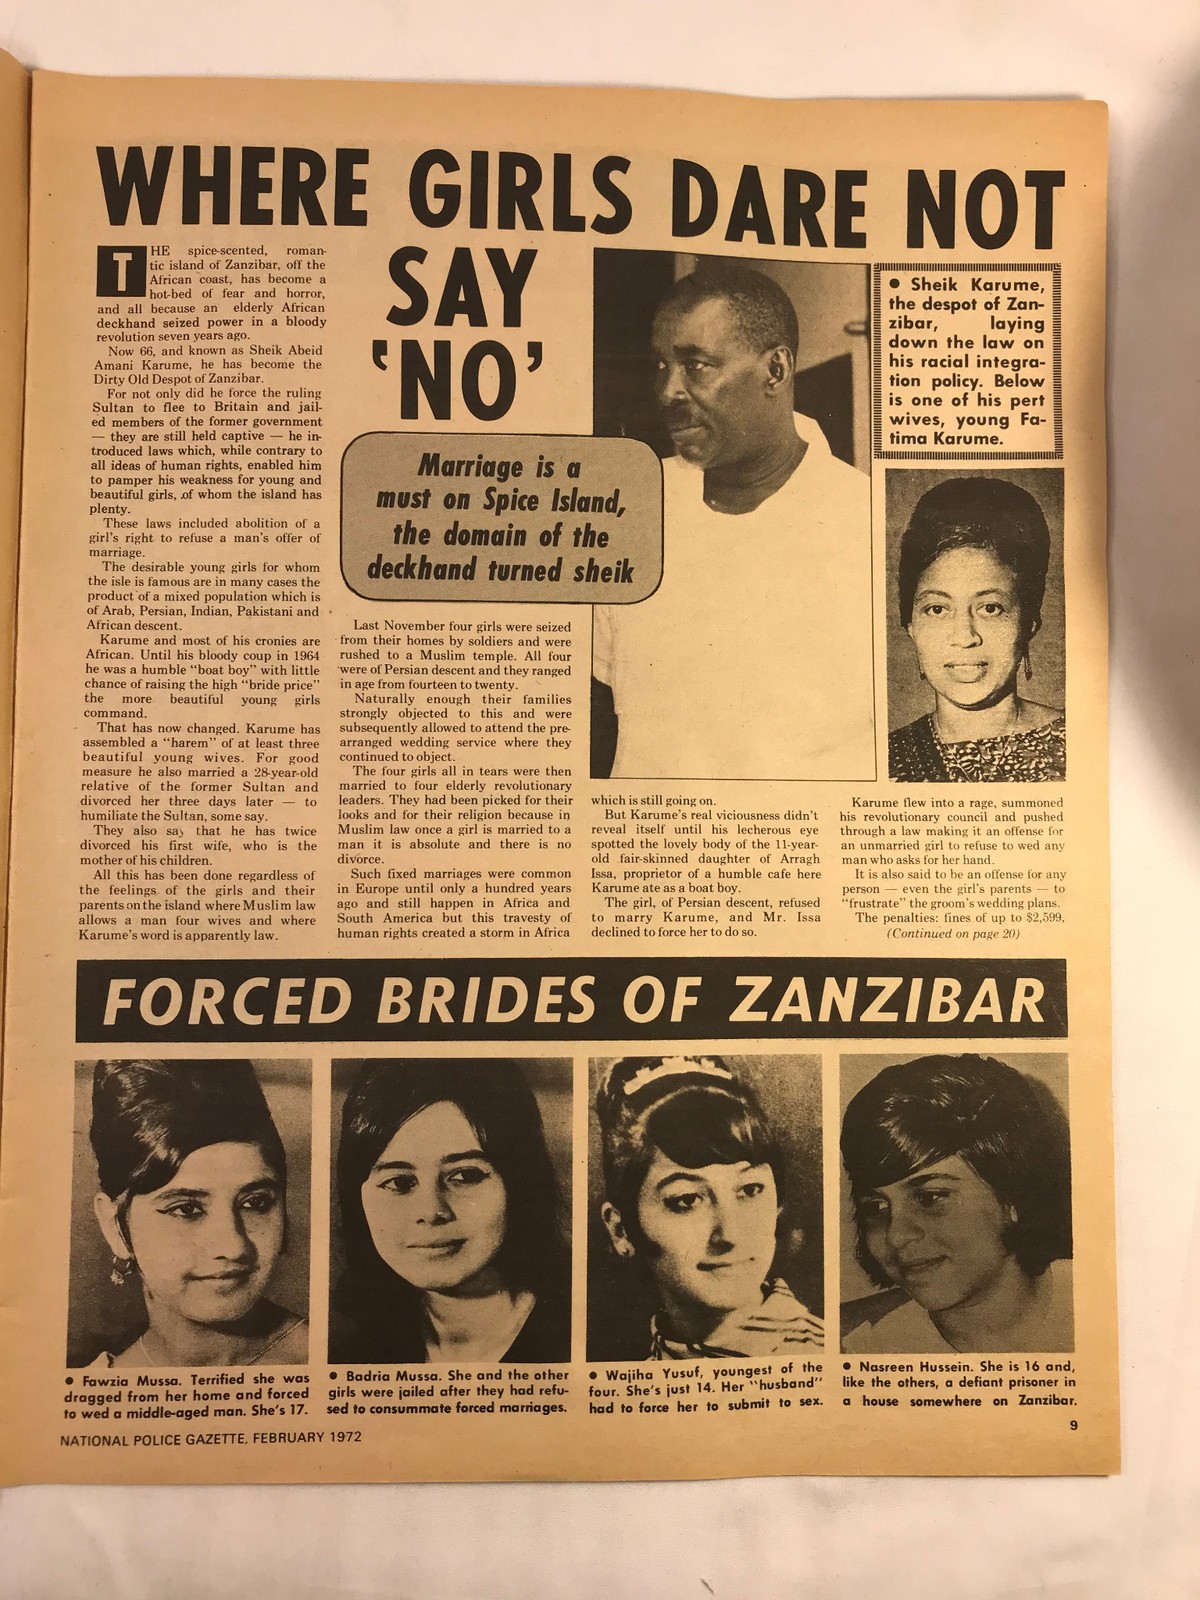 WHERE GIRLS DARE NOT
SAY
‘NO’
THE spice-scented, roman-
tic island of Zanzibar, off the
African coast, has become a
hot-bed of fear and horror,
and all because an elderly African
deckhand seized power in a bloody
revolution seven years ago.
Now 66, and known as Sheik Abeid
Amani Karume, he has become the
Dirty Old Despot of Zanzibar.
For not only did he force the ruling
Sultan to flee to Britain and jail-
ed members of the former government
— they are still held captive — he in-
troduced laws which, while contrary to
all ideas of human rights, enabled him
to pamper his weakness for young and
beautiful girls, of whom the island has
plenty.
These laws included abolition of a
girl's right to refuse a man's offer of
marriage.
The desirable young girls for whom
the isle is famous are in many cases the
product of a mixed population which is
of Arab, Persian, Indian, Pakistani and
African descent.
Karume and most of his cronies are
African. Until his bloody coup in 1964
he was a humble "boat boy" with little
chance of raising the high "bride price"
the more beautiful young girls
command.
That has now changed. Karume has
assembled a "harem" of at least three
beautiful young wives. For good
measure he also married a 28-year-old
relative of the former Sultan and
divorced her three days later — to
humiliate the Sultan, some say.
They also say that he has twice
divorced his first wife, who is the
mother of his children.
All this has been done regardless of
the feelings of the girls and their
parents on the island where Muslim law
allows a man four wives and where
Karume's word is apparently law.
Marriage is a
must on Spice Island,
the domain of the
deckhand turned sheik
Last November four girls were seized
from their homes by soldiers and were
rushed to a Muslim temple. All four
were of Persian descent and they ranged
in age from fourteen to twenty.
Naturally enough their families
strongly objected to this and were
subsequently allowed to attend the pre-
arranged wedding service where they
continued to object.
The four girls all in tears were then
married to four elderly revolutionary
leaders. They had been picked for their
looks and for their religion because in
Muslim law once a girl is married to a
man it is absolute and there is no
divorce.
Such fixed marriages were common
in Europe until only a hundred years
ago and still happen in Africa and
South America but this travesty of
human rights created a storm in Africa
which is still going on.
But Karume's real viciousness didn't
reveal itself until his lecherous eye
spotted the lovely body of the 11-year-
old fair-skinned daughter of Arragh
Issa, proprietor of a humble cafe here
Karume ate as a boat boy.
The girl, of Persian descent, refused
to marry Karume, and Mr. Issa
declined to force her to do so.
● Sheik Karume,
the despot of Zan-
zibar, laying
down the law on
his racial integra-
tion policy. Below
is one of his pert
wives, young Fa-
tima Karume.
Karume flew into a rage, summoned
his revolutionary council and pushed
through a law making it an offense for
an unmarried girl to refuse to wed any
man who asks for her hand.
It is also said to be an offense for any
person — even the girl's parents — to
"frustrate" the groom's wedding plans.
The penalties: fines of up to $2,599,
(Continued on page 20)
FORCED BRIDES OF ZANZIBAR
● Fawzia Mussa. Terrified she was
dragged from her home and forced
to wed a middle-aged man. She's 17.
● Badria Mussa. She and the other
girls were jailed after they had refu-
sed to consummate forced marriages.
● Wajiha Yusuf, youngest of the
four. She's just 14. Her "husband"
had to force her to submit to sex.
● Nasreen Hussein. She is 16 and,
like the others, a defiant prisoner in
a house somewhere on Zanzibar.
NATIONAL POLICE GAZETTE, FEBRUARY 1972
9